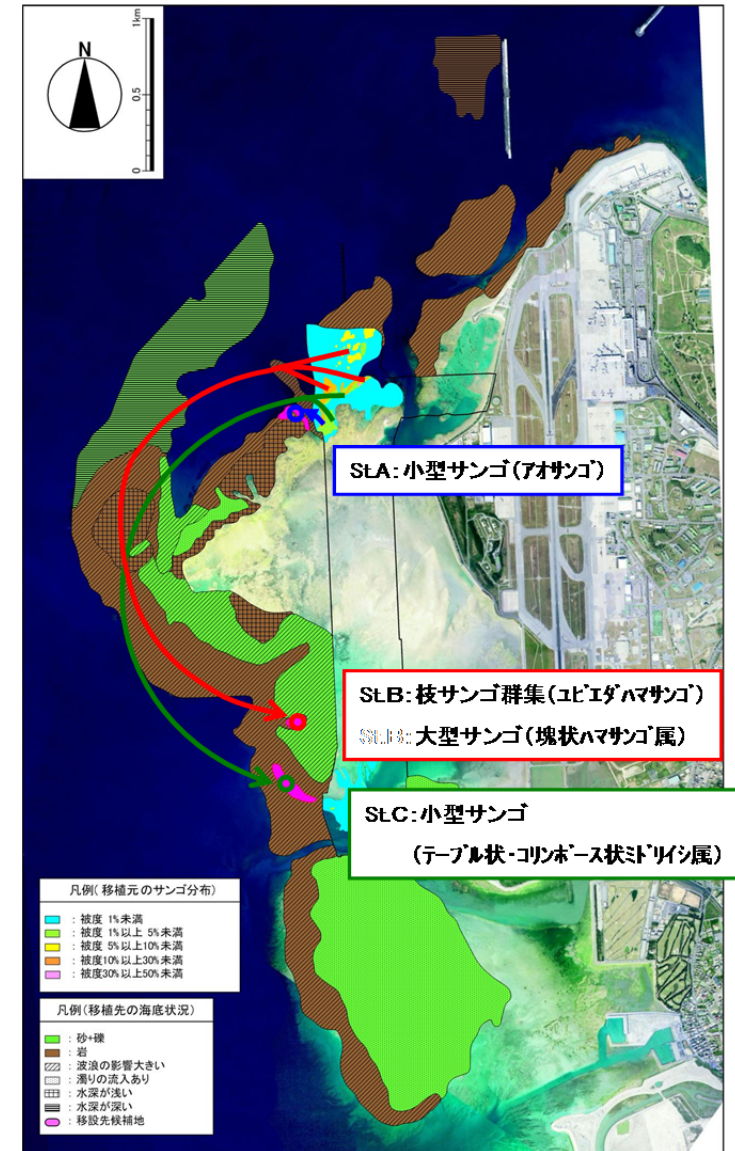 N
1km
0.5
0
St.A:小型サンゴ(アオサンゴ)
St.B:枝サンゴ群集(ユビエダハマサンゴ)
St.B:大型サンゴ(塊状ハマサンゴ属)
St.C:小型サンゴ
(テーブル状・コリンボース状ミドリイシ属)
凡例(移植元のサンゴ分布)
:被度 1%未満
:被度 1%以上 5%未満
:被度 5%以上10%未満
:被度10%以上30%未満
:被度30%以上50%未満
凡例(移植先の海底状況)
:砂+礫
:岩
:波浪の影響大きい
:濁りの流入あり
:水深が浅い
:水深が深い
:移設先候補地